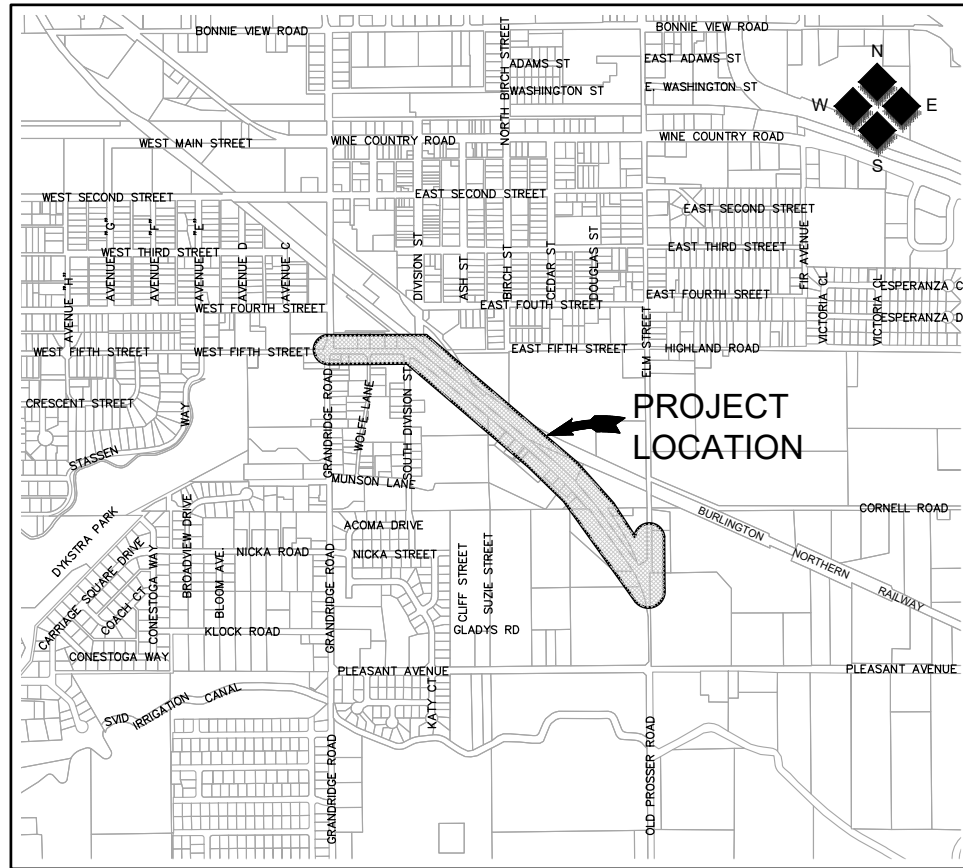 BONNIE VIEW ROAD
BONNIE VIEW ROAD
NORTH BIRCH STREET
ADAMS ST
EAST ADAMS ST
N
WASHINGTON ST
E. WASHINGTON ST
W
E
S
WEST MAIN STREET
WINE COUNTRY ROAD
WINE COUNTRY ROAD
WEST SECOND STREET
EAST SECOND STREET
EAST SECOND STREET
AVENUE "G"
AVENUE "F"
AVENUE "E"
AVENUE D
AVENUE C
WEST THIRD STREET
DIVISION ST
ASH ST
BIRCH ST
CEDAR ST
DOUGLAS ST
EAST THIRD STREET
FIR AVENUE
AVENUE "H"
WEST FOURTH STREET
EAST FOUTH STREET
EAST FOURTH SREET
VICTORIA CL
VICTORIA CL
ESPERANZA C
ESPERANZA D
WEST FIFTH STREET
WEST FIFTH STREET
EAST FIFTH STREET
ELM STREET
HIGHLAND ROAD
CRESCENT STREET
STASSEN
WAY
GRANDRIDGE ROAD
WOLFE LANE
SOUTH DIVISION ST
PROJECT
LOCATION
MUNSON LANE
DYKSTRA PARK
BROADVIEW DRIVE
ACOMA DRIVE
BURLINGTON
NORTHERN
RAILWAY
CORNELL ROAD
CARRIAGE SQUARE DRIVE
COACH CT
CONESTOGA WAY
BLOOM AVE.
NICKA ROAD
NICKA STREET
GRANDRIDGE ROAD
CLIFF STREET
SUZIE STREET
KLOCK ROAD
GLADYS RD
CONESTOGA WAY
PLEASANT AVENUE
PLEASANT AVENUE
SVID IRRIGATION CANAL
KATY CT
GRANDRIDGE ROAD
OLD PROSSER ROAD